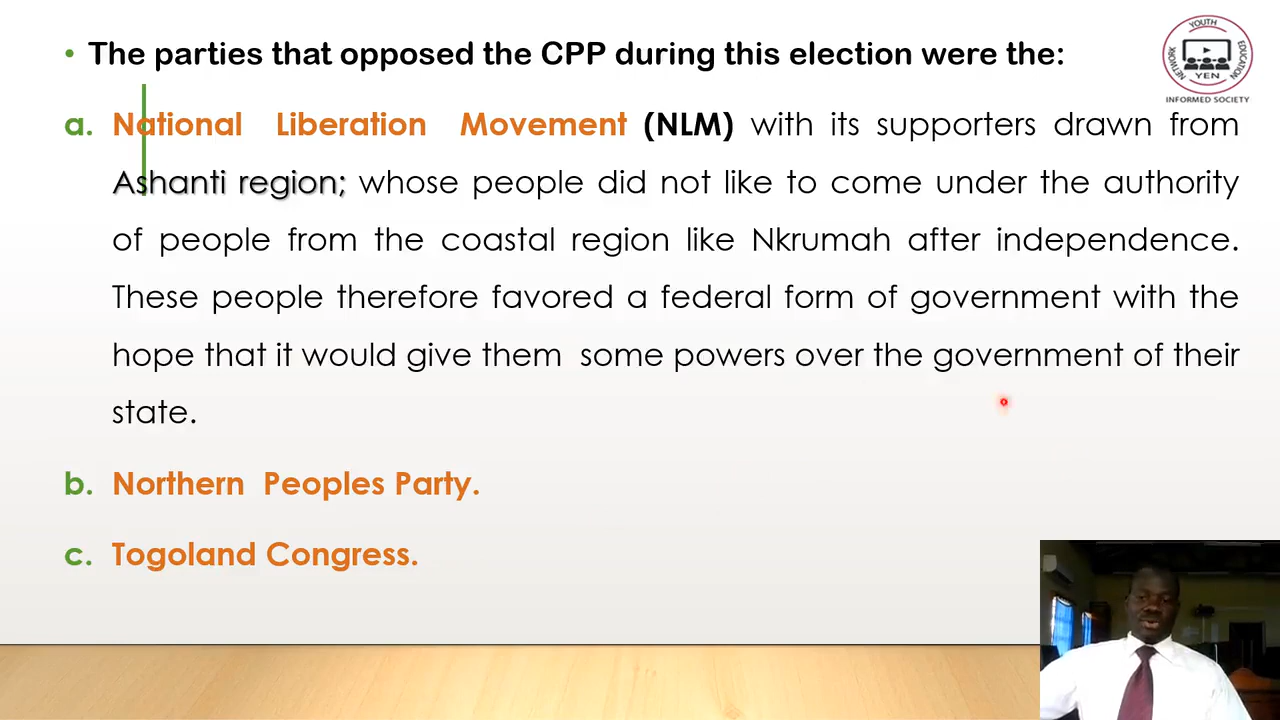 • The parties that opposed the CPP during this election were the:
a. National Liberation Movement (NLM) with its supporters drawn from
Ashanti region; whose people did not like to come under the authority
of people from the coastal region like Nkrumah after independence.
These people therefore favored a federal form of government with the
hope that it would give them some powers over the government of their
state.
b. Northern Peoples Party.
c. Togoland Congress.
YOUTH
EDUCATION
NETWORK
YEN
INFORMED SOCIETY